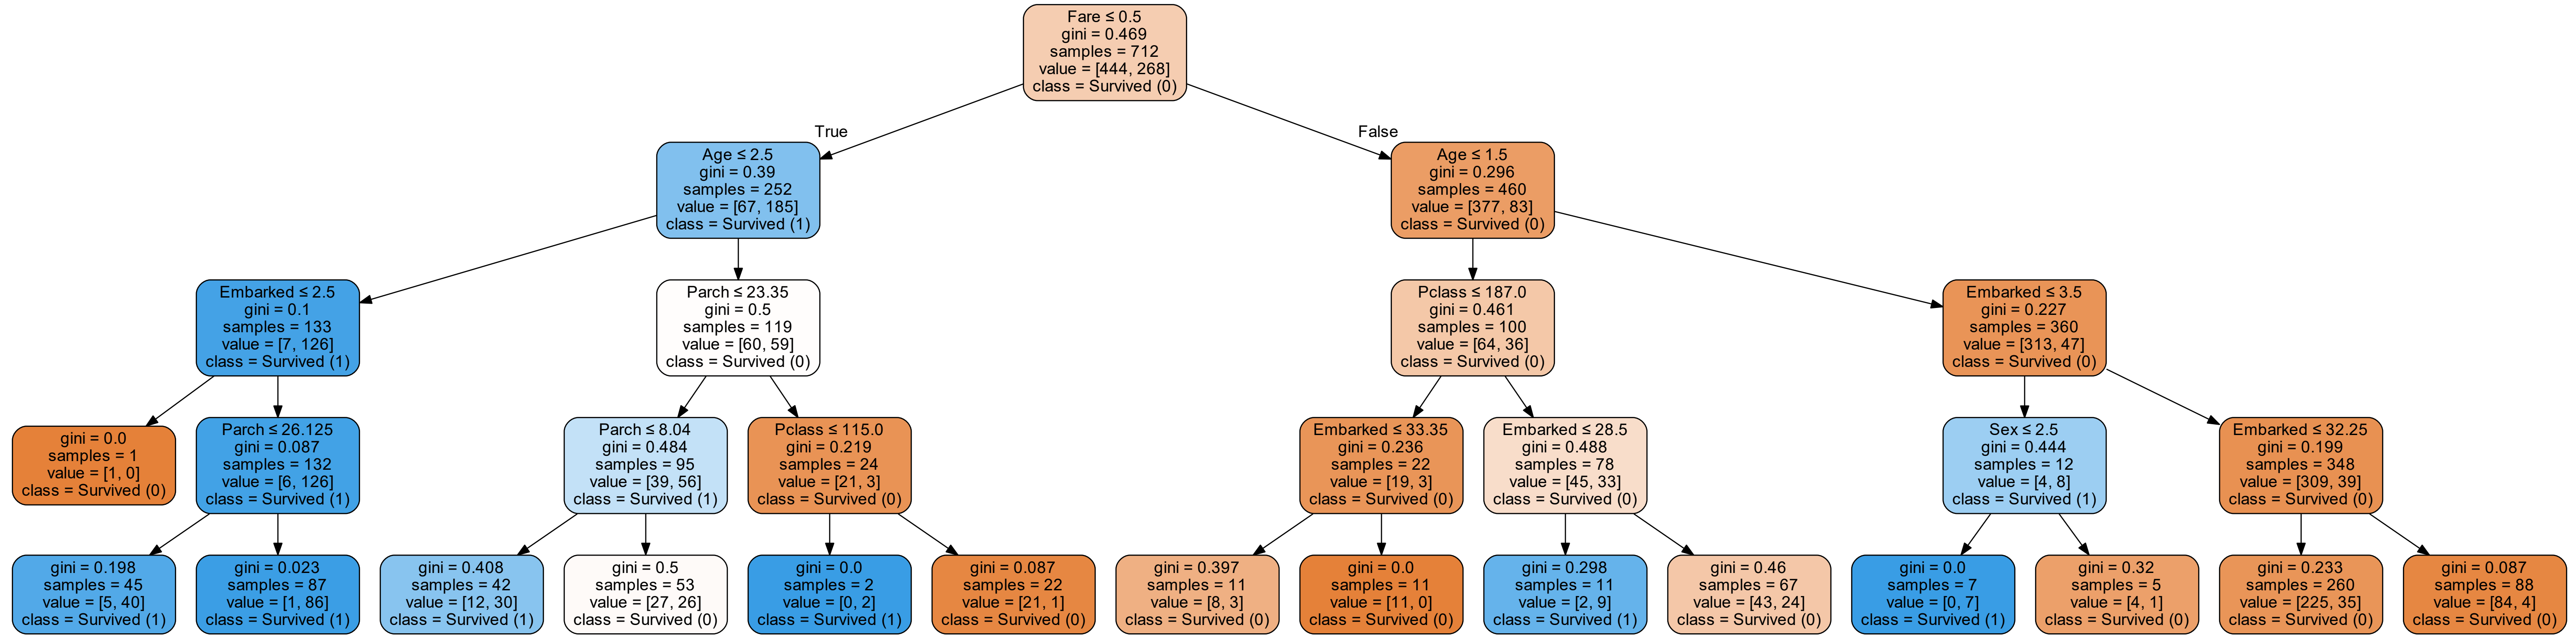 Fare ≤ 0.5
gini = 0.469
samples = 712
value = [444, 268]
class = Survived (0)
True
False
Age ≤ 2.5
gini = 0.39
samples = 252
value = [67, 185]
class = Survived (1)
Age ≤ 1.5
gini = 0.296
samples = 460
value = [377, 83]
class = Survived (0)
Embarked ≤ 2.5
gini = 0.1
samples = 133
value = [7, 126]
class = Survived (1)
Parch ≤ 23.35
gini = 0.5
samples = 119
value = [60, 59]
class = Survived (0)
Pclass ≤ 187.0
gini = 0.461
samples = 100
value = [64, 36]
class = Survived (0)
Embarked ≤ 3.5
gini = 0.227
samples = 360
value = [313, 47]
class = Survived (0)
gini = 0.0
samples = 1
value = [1, 0]
class = Survived (0)
Parch ≤ 26.125
gini = 0.087
samples = 132
value = [6, 126]
class = Survived (1)
Parch ≤ 8.04
gini = 0.484
samples = 95
value = [39, 56]
class = Survived (1)
Pclass ≤ 115.0
gini = 0.219
samples = 24
value = [21, 3]
class = Survived (0)
Embarked ≤ 33.35
gini = 0.236
samples = 22
value = [19, 3]
class = Survived (0)
Embarked ≤ 28.5
gini = 0.488
samples = 78
value = [45, 33]
class = Survived (0)
Sex ≤ 2.5
gini = 0.444
samples = 12
value = [4, 8]
class = Survived (1)
Embarked ≤ 32.25
gini = 0.199
samples = 348
value = [309, 39]
class = Survived (0)
gini = 0.198
samples = 45
value = [5, 40]
class = Survived (1)
gini = 0.023
samples = 87
value = [1, 86]
class = Survived (1)
gini = 0.408
samples = 42
value = [12, 30]
class = Survived (1)
gini = 0.5
samples = 53
value = [27, 26]
class = Survived (0)
gini = 0.0
samples = 2
value = [0, 2]
class = Survived (1)
gini = 0.087
samples = 22
value = [21, 1]
class = Survived (0)
gini = 0.397
samples = 11
value = [8, 3]
class = Survived (0)
gini = 0.0
samples = 11
value = [11, 0]
class = Survived (0)
gini = 0.298
samples = 11
value = [2, 9]
class = Survived (1)
gini = 0.46
samples = 67
value = [43, 24]
class = Survived (0)
gini = 0.0
samples = 7
value = [0, 7]
class = Survived (1)
gini = 0.32
samples = 5
value = [4, 1]
class = Survived (0)
gini = 0.233
samples = 260
value = [225, 35]
class = Survived (0)
gini = 0.087
samples = 88
value = [84, 4]
class = Survived (0)